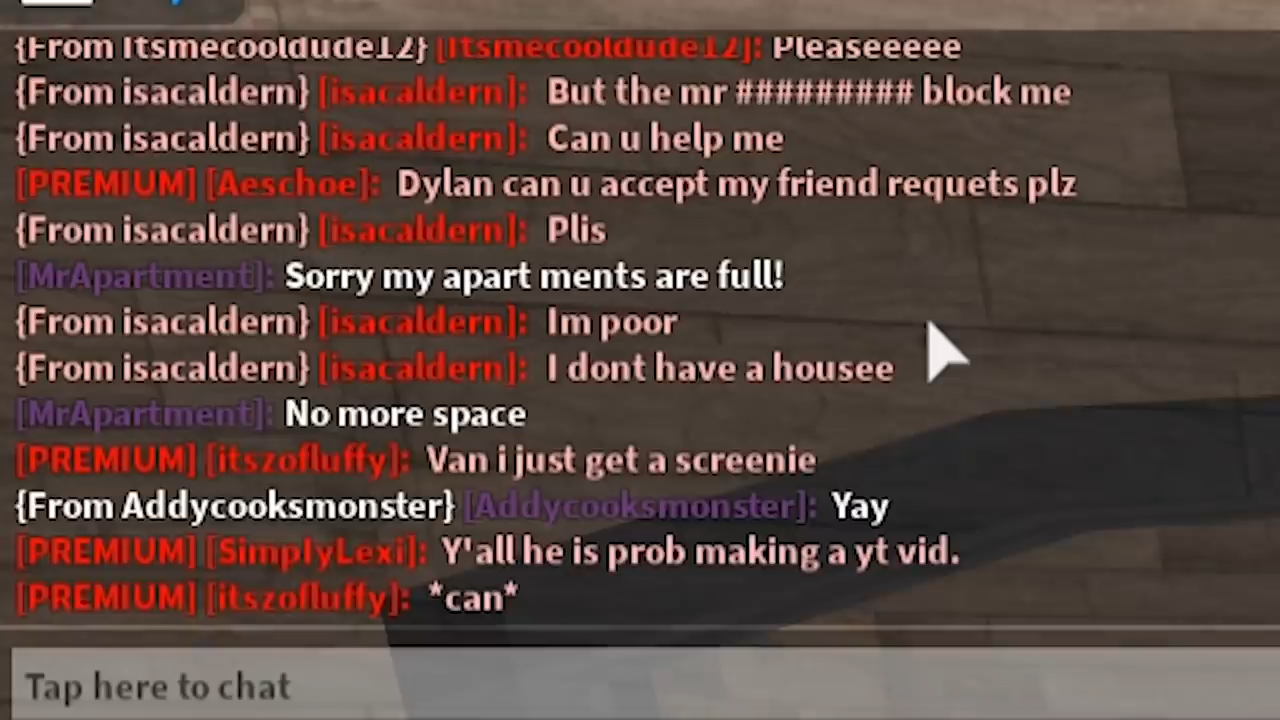 {From Itsmecooldude12} [Itsmecooldude12]: Pleaseeeee
{From isacaldern} [isacaldern]: But the mr ######### block me
{From isacaldern} [isacaldern]: Can u help me
[PREMIUM] [Aeschoe]: Dylan can u accept my friend requets plz
{From isacaldern} [isacaldern]: Plis
[MrApartment]: Sorry my apart ments are full!
{From isacaldern} [isacaldern]: Im poor
{From isacaldern} [isacaldern]: I dont have a housee
[MrApartment]: No more space
[PREMIUM] [itszofluffy]: Van i just get a screenie
{From Addycooksmonster} [Addycooksmonster]: Yay
[PREMIUM] [SimpIyLexi]: Y'all he is prob making a yt vid.
[PREMIUM] [itszofluffy]: *can*
Tap here to chat